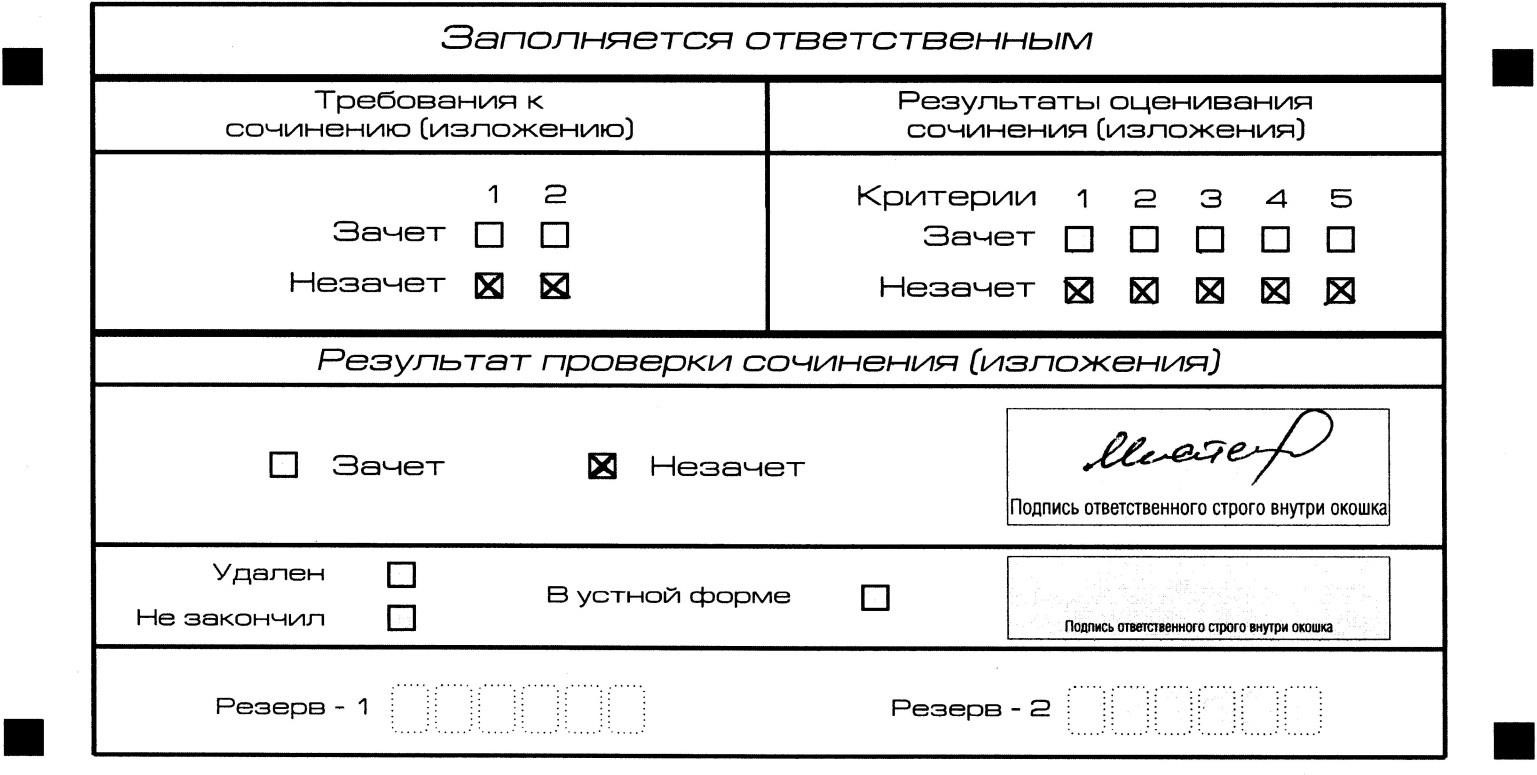 Заполняется ответственным
Требования к
сочинению (изложению)
Результаты оценивания
сочинения (изложения)
1 2
Зачет
Незачет
Критерии 1 2 3 4 5
Зачет
Незачет
Результат проверки сочинения (изложения)
Зачет
Незачет
Подпись ответственного строго внутри окошка
Удален
Не закончил
В устной форме
Подпись ответственного строго внутри окошка
Резерв - 1
Резерв - 2